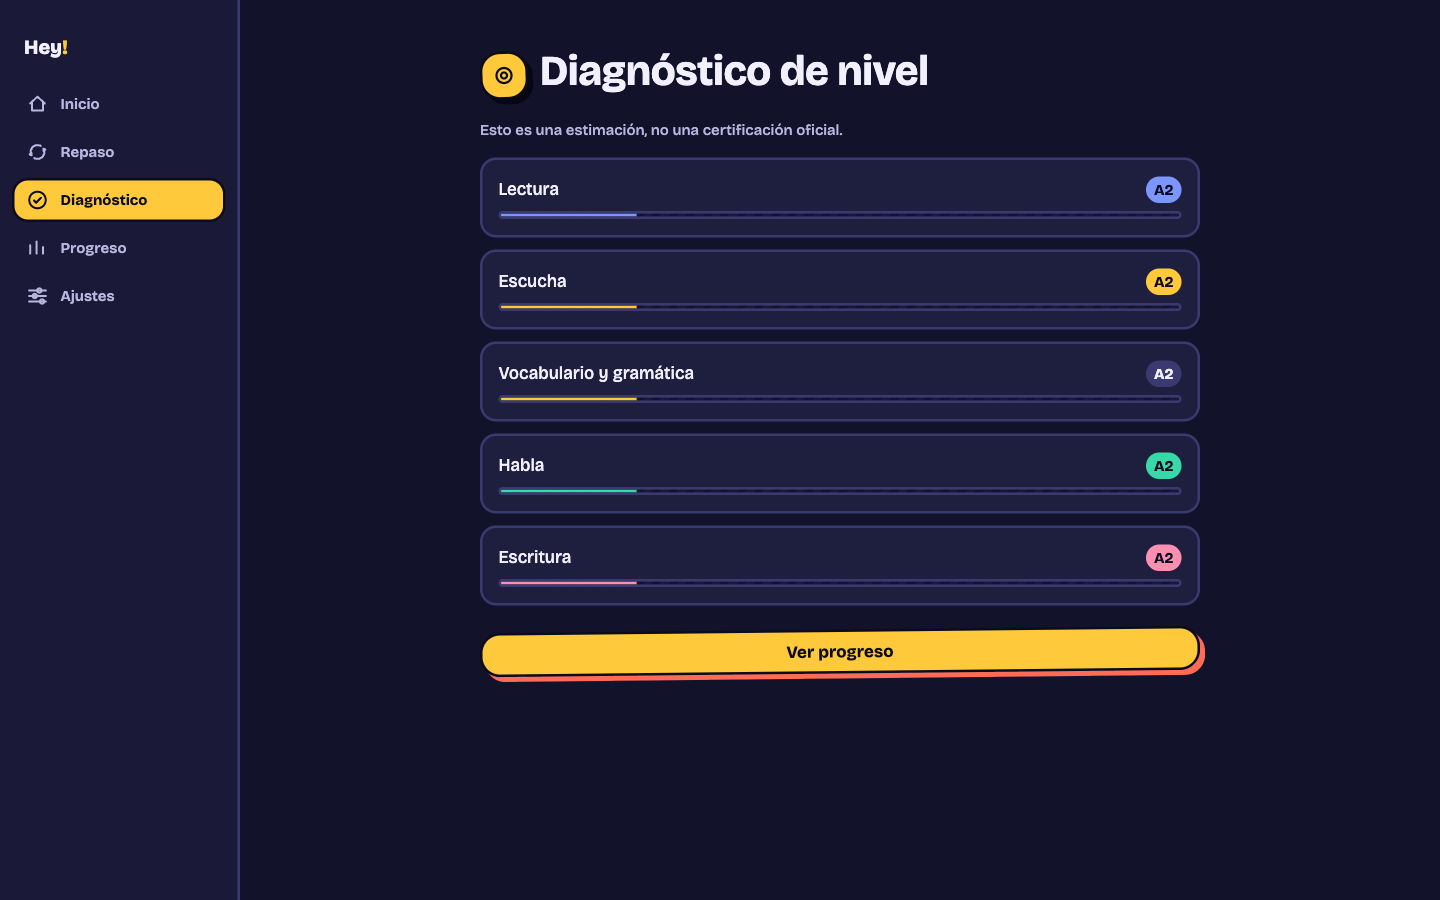 Hey!
Inicio
Repaso
Diagnóstico
Progreso
Ajustes
Diagnóstico de nivel
Esto es una estimación, no una certificación oficial.
Lectura A2
Escucha A2
Vocabulario y gramática A2
Habla A2
Escritura A2
Ver progreso